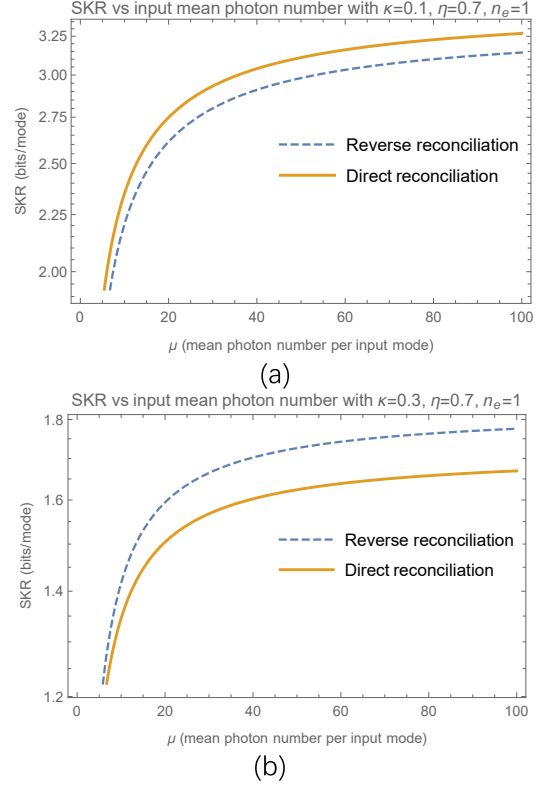 SKR vs input mean photon number with κ=0.1, η=0.7, nₑ=1
3.25
3.00
2.75
2.50
2.25
2.00
SKR (bits/mode)
Reverse reconciliation
Direct reconciliation
0 20 40 60 80 100
μ (mean photon number per input mode)
(a)
SKR vs input mean photon number with κ=0.3, η=0.7, nₑ=1
1.8
1.6
1.4
1.2
SKR (bits/mode)
Reverse reconciliation
Direct reconciliation
0 20 40 60 80 100
μ (mean photon number per input mode)
(b)